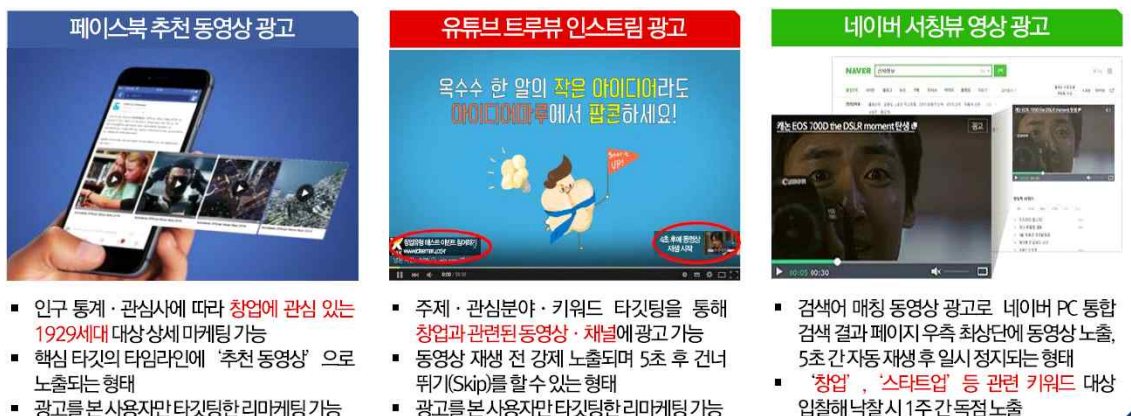 페이스북 추천 동영상 광고
인구 통계 · 관심사에 따라 창업에 관심 있는
1929세대 대상 상세 마케팅 가능
핵심 타깃의 타임라인에 ‘추천 동영상’ 으로
노출되는 형태
광고를 본 사용자만 타깃팅한 리마케팅 가능
유튜브 트루뷰 인스트림 광고
옥수수 한 알의 작은 아이디어라도
아이디어마루에서 팝콘하세요!
4초 후에 동영상
재생 시작
주제 · 관심분야 · 키워드 타깃팅을 통해
창업과 관련된 동영상 · 채널에 광고 가능
동영상 재생 전 강제 노출되며 5초 후 건너
뛰기(Skip)를 할 수 있는 형태
광고를 본 사용자만 타깃팅한 리마케팅 가능
네이버 서칭뷰 영상 광고
NAVER
캐논 EOS 700D the DSLR moment 탄생
광고
00:05 00:30
검색어 매칭 동영상 광고로 네이버 PC 통합
검색 결과 페이지 우측 최상단에 동영상 노출,
5초 간 자동 재생 후 일시 정지되는 형태
‘창업’, ‘스타트업’ 등 관련 키워드 대상
입찰해 낙찰 시 1주 간 독점 노출